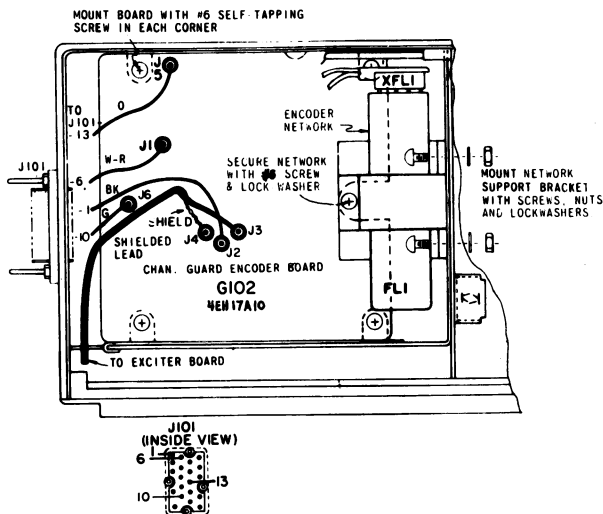 MOUNT BOARD WITH #6 SELF-TAPPING
SCREW IN EACH CORNER
J
5
XFL1
TO
J101
13
O
ENCODER
NETWORK
J101
J1
6
W-R
SECURE NETWORK
WITH #6 SCREW
& LOCK WASHER
MOUNT NETWORK
SUPPORT BRACKET
WITH SCREWS, NUTS
AND LOCKWASHERS
1
BK
J6
G
10
SHIELD
SHIELDED
LEAD
J4
J3
J2
CHAN. GUARD ENCODER BOARD
G102
4EH17A10
FL1
TO EXCITER BOARD
J101
(INSIDE VIEW)
1
6
13
10